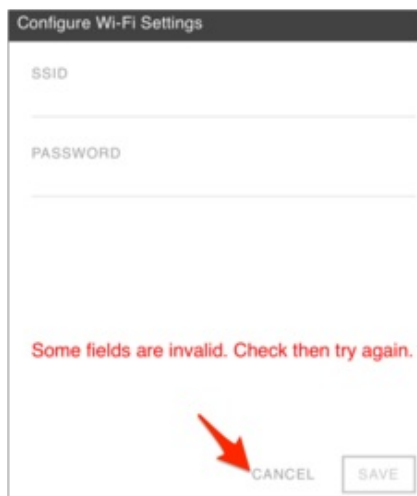 Configure Wi-Fi Settings
SSID
PASSWORD
Some fields are invalid. Check then try again.
CANCEL SAVE